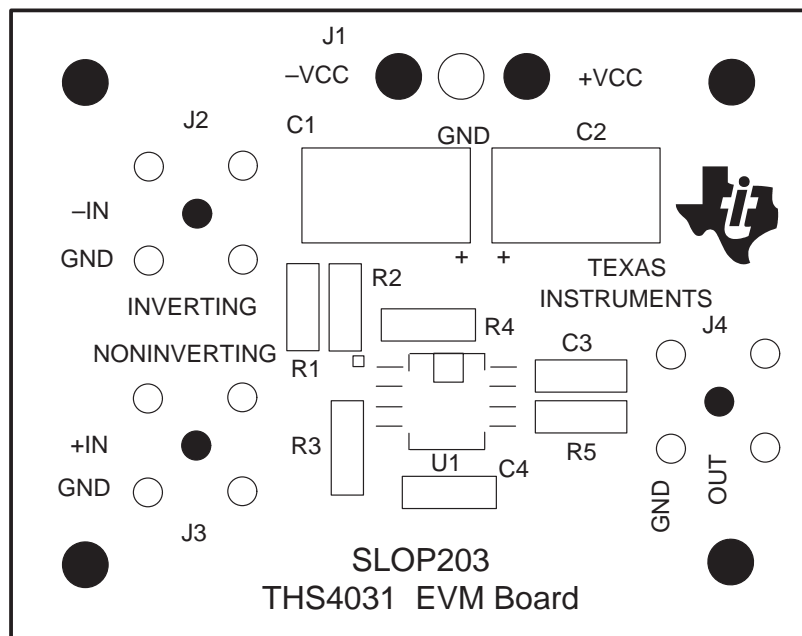 J1
–VCC
+VCC
J2
C1
GND
C2
–IN
GND
+
+
R2
TEXAS
INSTRUMENTS
INVERTING
R4
J4
NONINVERTING
R1
C3
+IN
R3
U1
R5
GND
C4
GND
OUT
J3
SLOP203
THS4031 EVM Board
ti